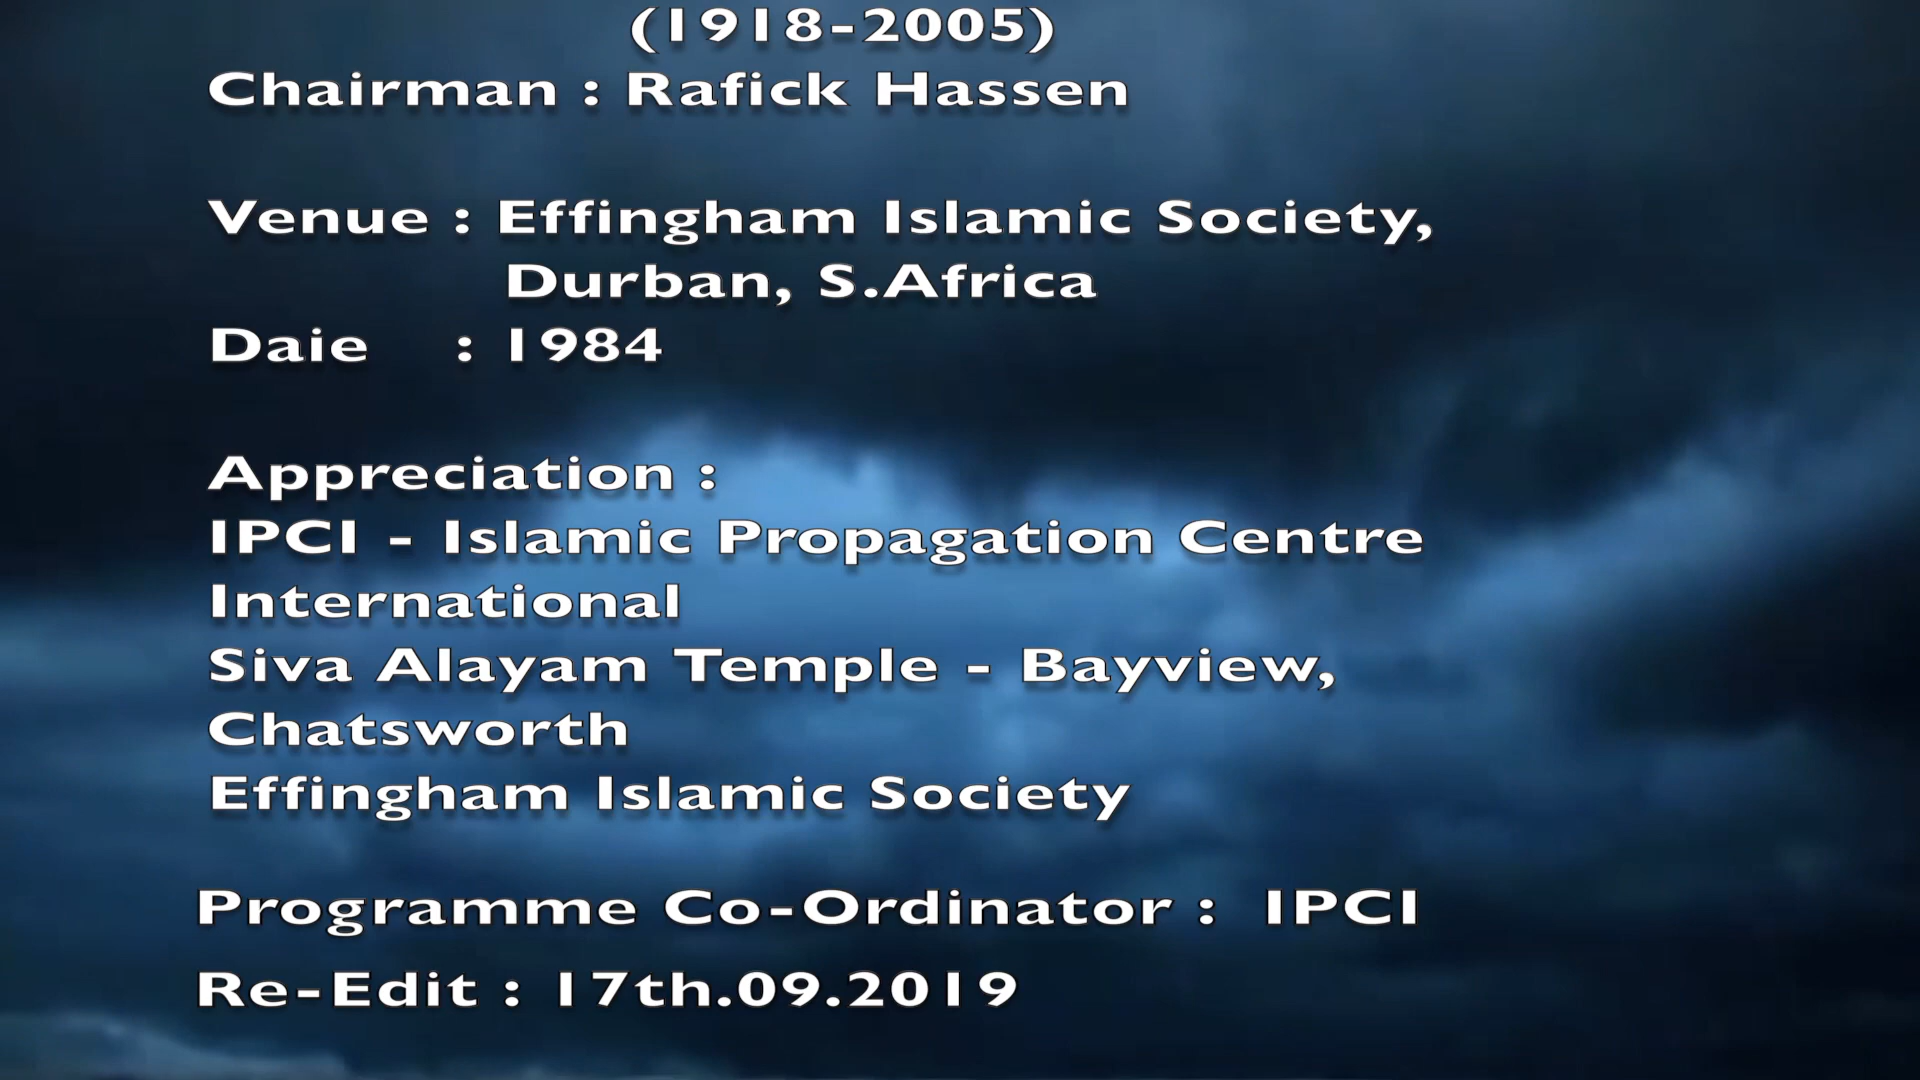 (1918-2005)
Chairman : Rafick Hassen
Venue : Effingham Islamic Society,
Durban, S.Africa
Daie : 1984
Appreciation :
IPCI - Islamic Propagation Centre
International
Siva Alayam Temple - Bayview,
Chatsworth
Effingham Islamic Society
Programme Co-Ordinator : IPCI
Re-Edit : 17th.09.2019